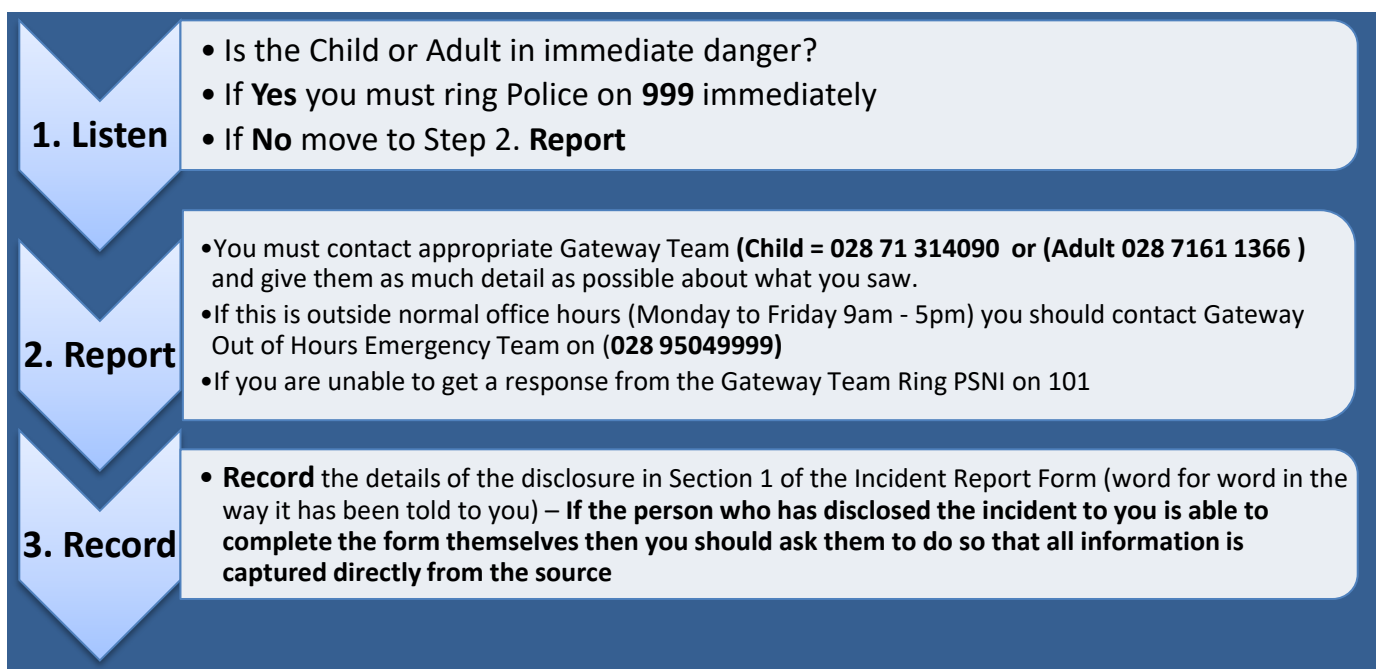 1. Listen
• Is the Child or Adult in immediate danger?
• If Yes you must ring Police on 999 immediately
• If No move to Step 2. Report
2. Report
•You must contact appropriate Gateway Team (Child = 028 71 314090 or (Adult 028 7161 1366 )
and give them as much detail as possible about what you saw.
•If this is outside normal office hours (Monday to Friday 9am - 5pm) you should contact Gateway
Out of Hours Emergency Team on (028 95049999)
•If you are unable to get a response from the Gateway Team Ring PSNI on 101
3. Record
• Record the details of the disclosure in Section 1 of the Incident Report Form (word for word in the
way it has been told to you) – If the person who has disclosed the incident to you is able to
complete the form themselves then you should ask them to do so that all information is
captured directly from the source